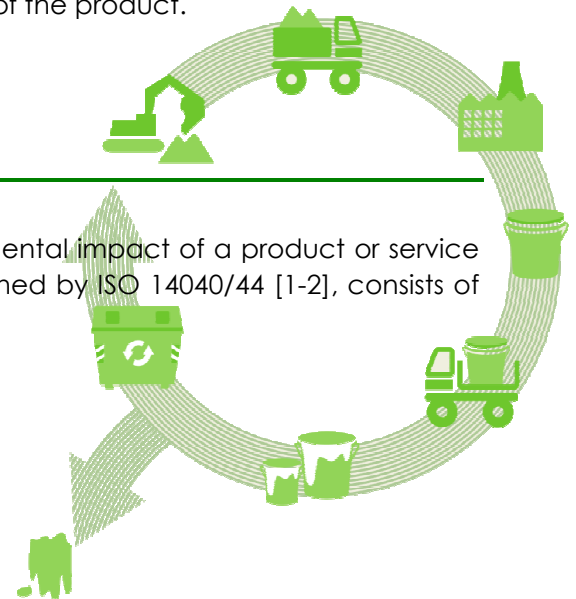 of the product.
ental impact of a product or service
ned by ISO 14040/44 [1-2], consists of